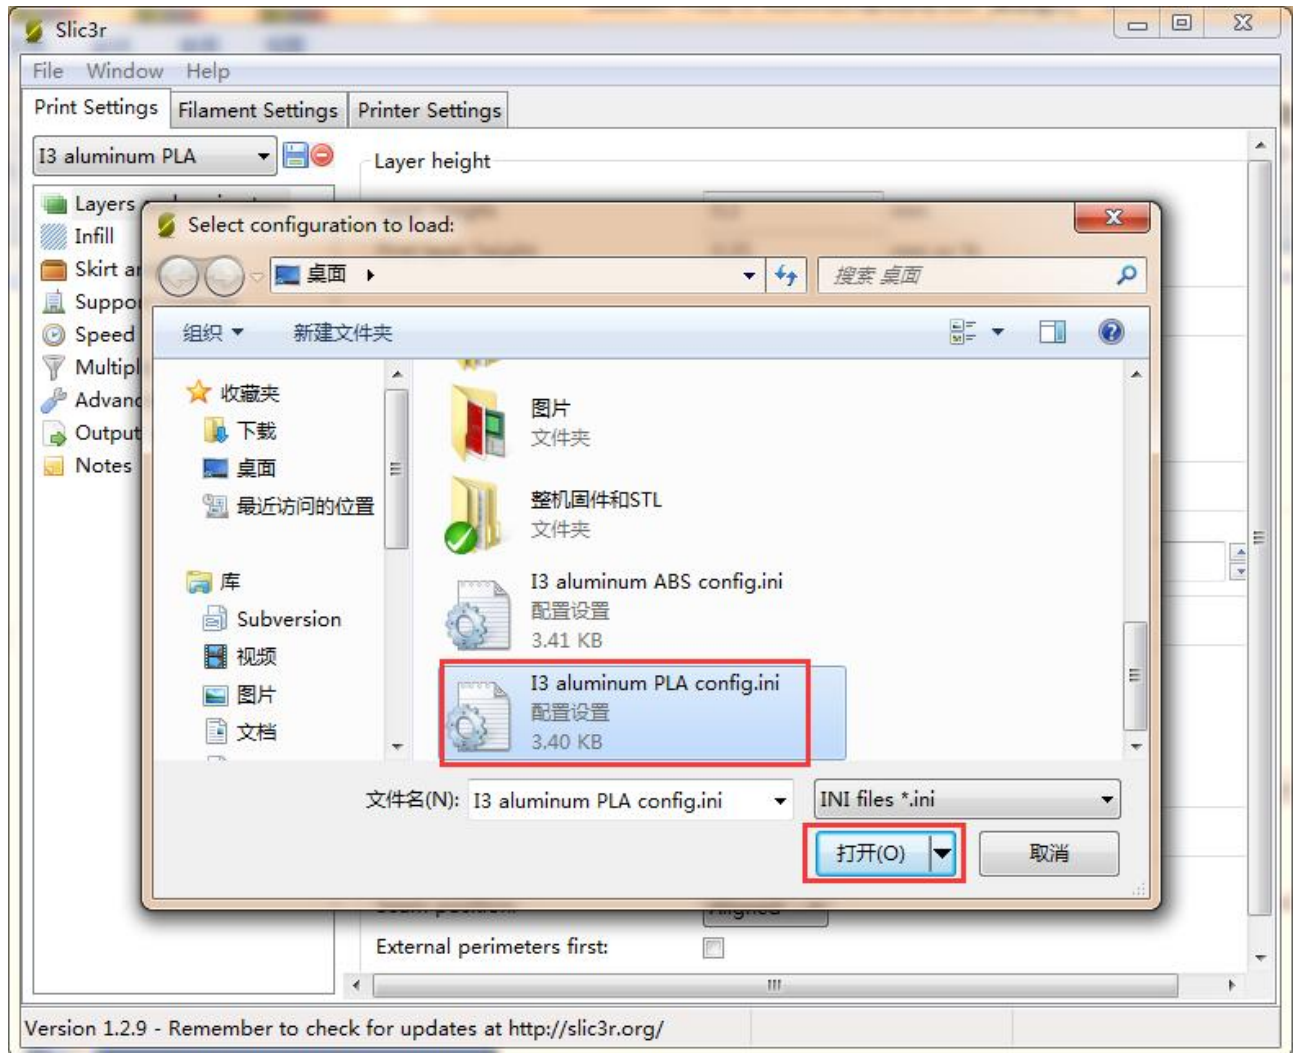 Slic3r
File Window Help
Print Settings Filament Settings Printer Settings
I3 aluminum PLA
Layer height
Layers
Infill
Skirt
Speed
Output
Notes
Select configuration to load:
桌面
搜索 桌面
组织 新建文件夹
收藏夹
下载
桌面
最近访问的位置
库
Subversion
视频
图片
文档
图片
文件夹
整机固件和STL
文件夹
I3 aluminum ABS config.ini
配置设置
3.41 KB
I3 aluminum PLA config.ini
配置设置
3.40 KB
文件名(N): I3 aluminum PLA config.ini INI files *.ini
打开(O) 取消
External perimeters first:
Version 1.2.9 - Remember to check for updates at http://slic3r.org/